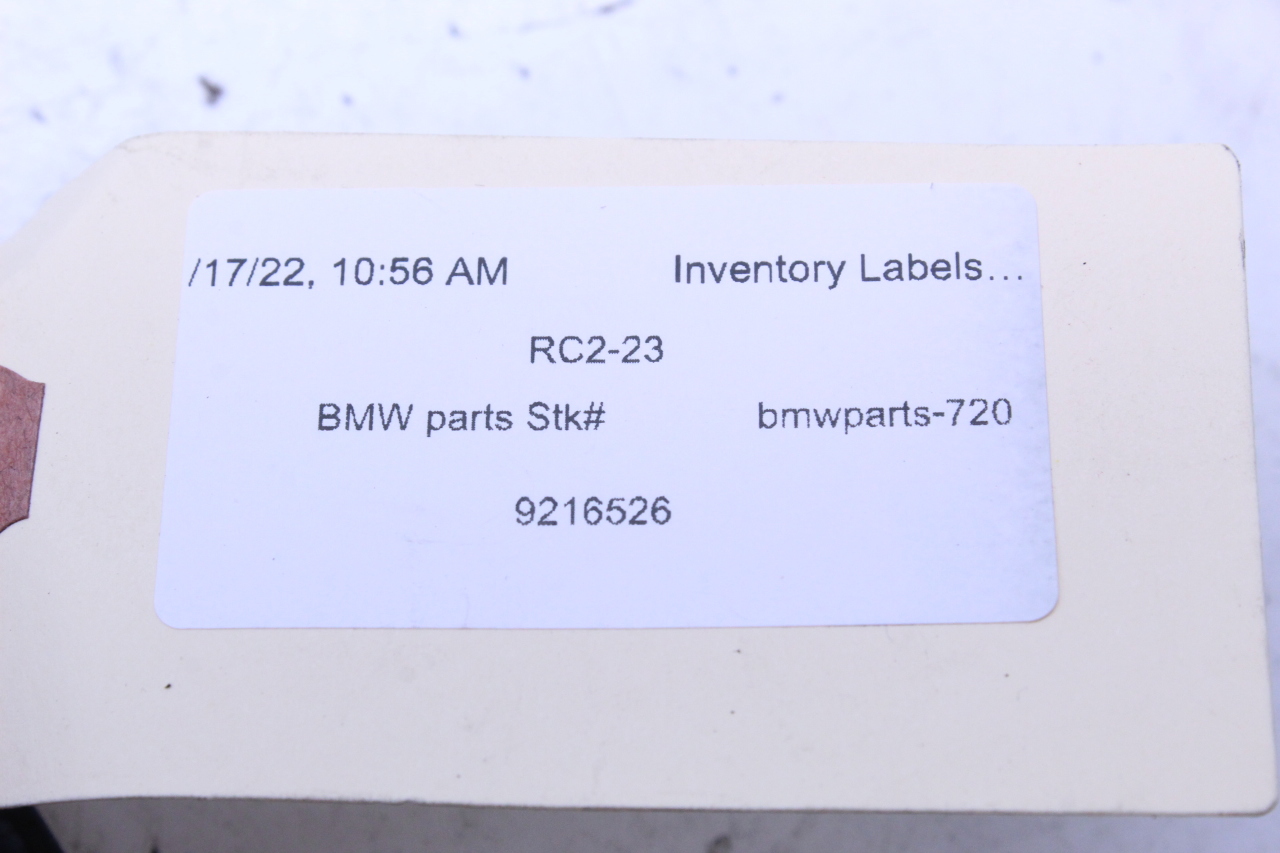 /17/22, 10:56 AM Inventory Labels...
RC2-23
BMW parts Stk# bmwparts-720
9216526